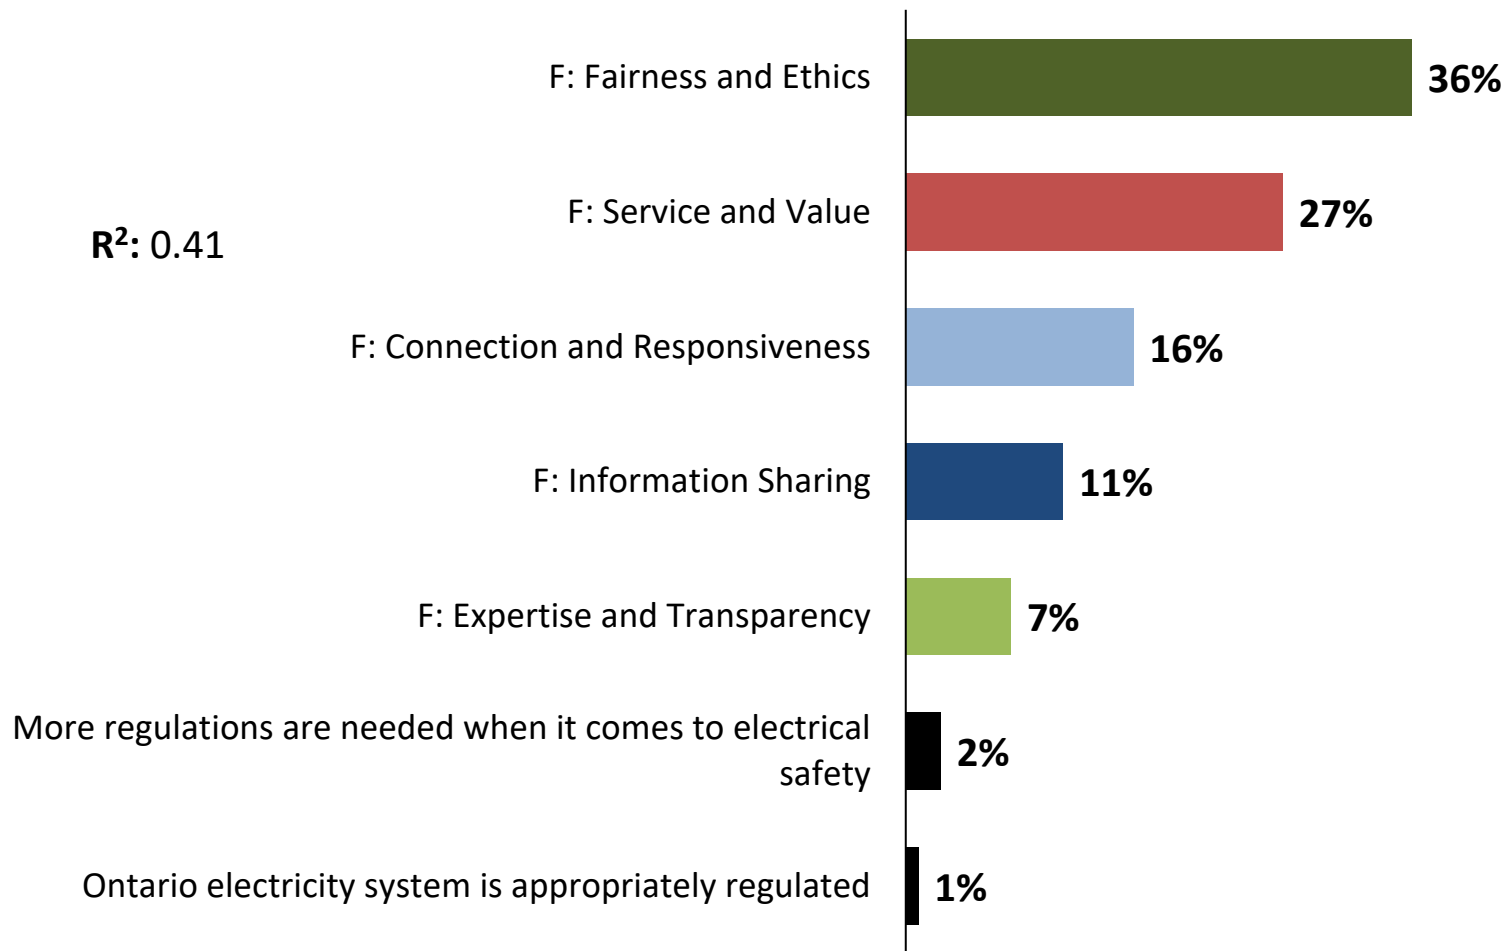 F: Fairness and Ethics
36%
F: Service and Value
27%
R²: 0.41
F: Connection and Responsiveness
16%
F: Information Sharing
11%
F: Expertise and Transparency
7%
More regulations are needed when it comes to electrical
safety
2%
Ontario electricity system is appropriately regulated
1%